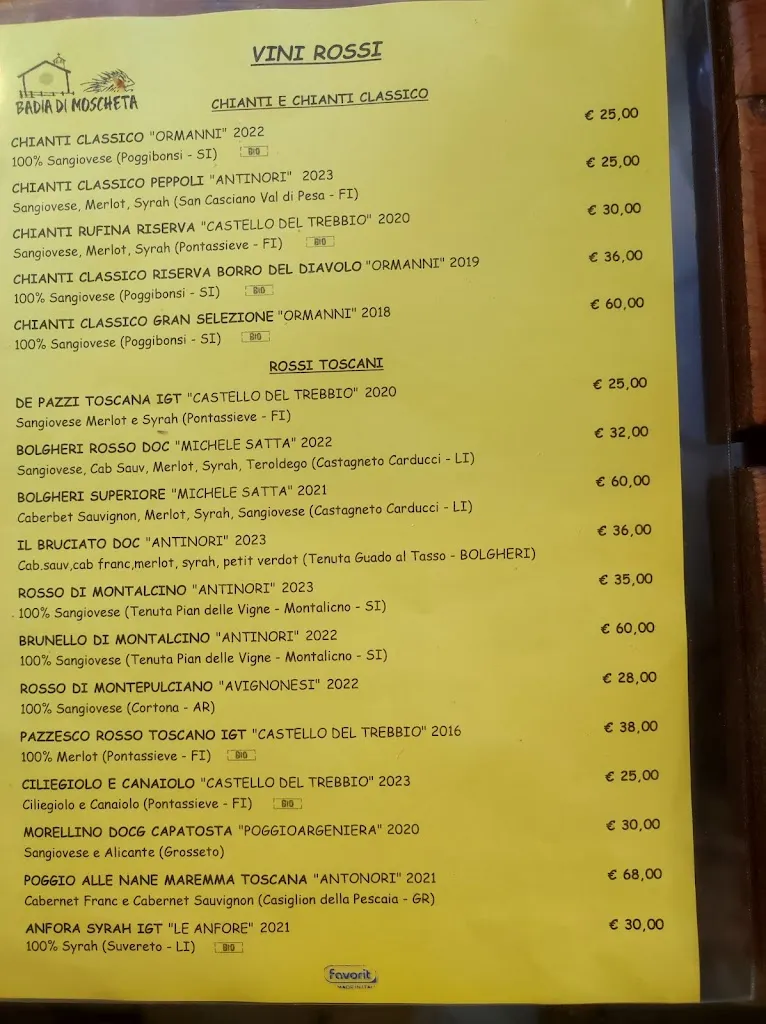 VINI ROSSI
BADIA DI MOSCHETA
CHIANTI E CHIANTI CLASSICO
CHIANTI CLASSICO "ORMANNI" 2022 € 25,00
100% Sangiovese (Poggibonsi - SI) BIO
CHIANTI CLASSICO PEPPOLI "ANTINORI" 2023 € 25,00
Sangiovese, Merlot, Syrah (San Casciano Val di Pesa - FI)
CHIANTI RUFINA RISERVA "CASTELLO DEL TREBBIO" 2020 € 30,00
Sangiovese, Merlot, Syrah (Pontassieve - FI) BIO
CHIANTI CLASSICO RISERVA BORRO DEL DIAVOLO "ORMANNI" 2019 € 36,00
100% Sangiovese (Poggibonsi - SI) BIO
CHIANTI CLASSICO GRAN SELEZIONE "ORMANNI" 2018 € 60,00
100% Sangiovese (Poggibonsi - SI) BIO
ROSSI TOSCANI
DE PAZZI TOSCANA IGT "CASTELLO DEL TREBBIO" 2020 € 25,00
Sangiovese Merlot e Syrah (Pontassieve - FI)
BOLGHERI ROSSO DOC "MICHELE SATTA" 2022 € 32,00
Sangiovese, Cab Sauv, Merlot, Syrah, Teroldego (Castagneto Carducci - LI)
BOLGHERI SUPERIORE "MICHELE SATTA" 2021 € 60,00
Caberbet Sauvignon, Merlot, Syrah, Sangiovese (Castagneto Carducci - LI)
IL BRUCIATO DOC "ANTINORI" 2023 € 36,00
Cab.sauv,cab franc,merlot, syrah, petit verdot (Tenuta Guado al Tasso - BOLGHERI)
ROSSO DI MONTALCINO "ANTINORI" 2023 € 35,00
100% Sangiovese (Tenuta Pian delle Vigne - Montalicno - SI)
BRUNELLO DI MONTALCINO "ANTINORI" 2022 € 60,00
100% Sangiovese (Tenuta Pian delle Vigne - Montalicno - SI)
ROSSO DI MONTEPULCIANO "AVIGNONESI" 2022 € 28,00
100% Sangiovese (Cortona - AR)
PAZZESCO ROSSO TOSCANO IGT "CASTELLO DEL TREBBIO" 2016 € 38,00
100% Merlot (Pontassieve - FI) BIO
CILIEGIOLO E CANAIOLO "CASTELLO DEL TREBBIO" 2023 € 25,00
Ciliegiolo e Canaiolo (Pontassieve - FI) BIO
MORELLINO DOCG CAPATOSTA "POGGIOARGENIERA" 2020 € 30,00
Sangiovese e Alicante (Grosseto)
POGGIO ALLE NANE MAREMMA TOSCANA "ANTONORI" 2021 € 68,00
Cabernet Franc e Cabernet Sauvignon (Casiglion della Pescaia - GR)
ANFORA SYRAH IGT "LE ANFORE" 2021 € 30,00
100% Syrah (Suvereto - LI) BIO
favorit